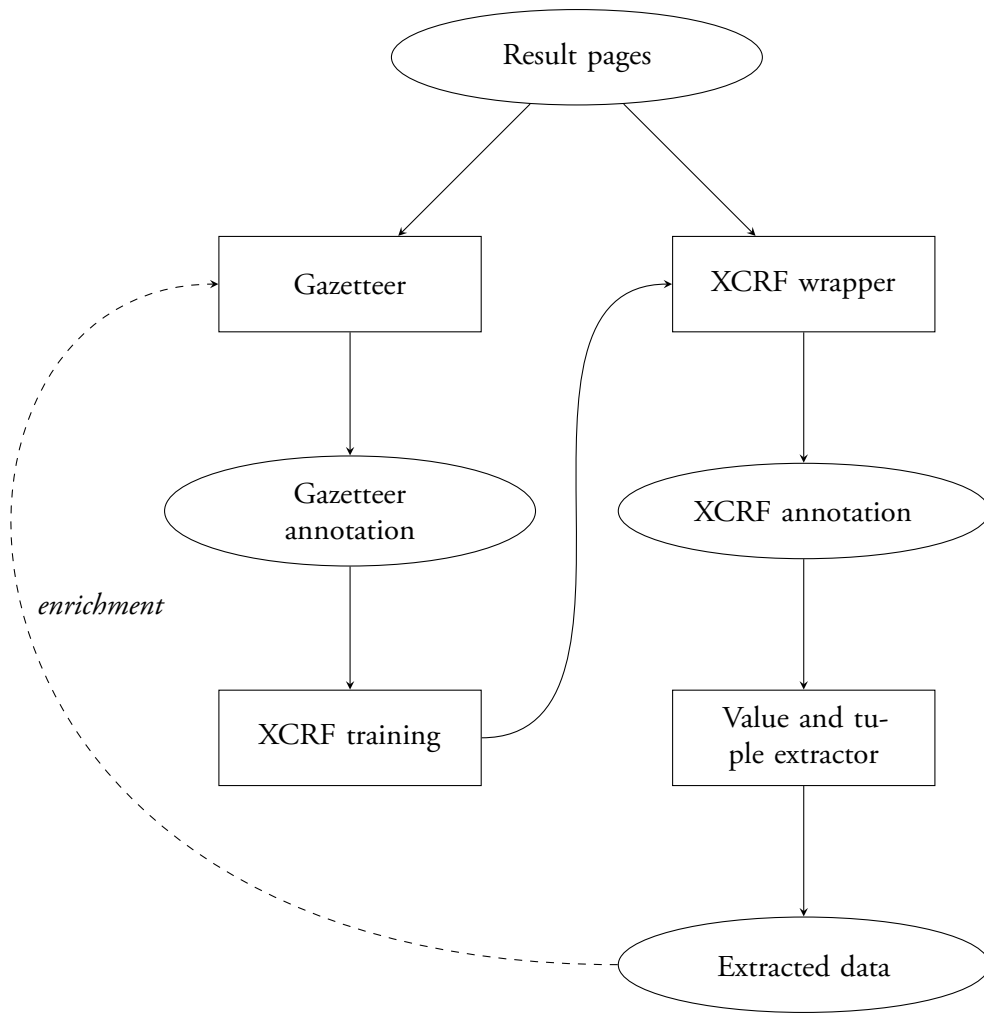 Result pages
Gazetteer
XCRF wrapper
Gazetteer
annotation
XCRF annotation
enrichment
XCRF training
Value and tu-
ple extractor
Extracted data